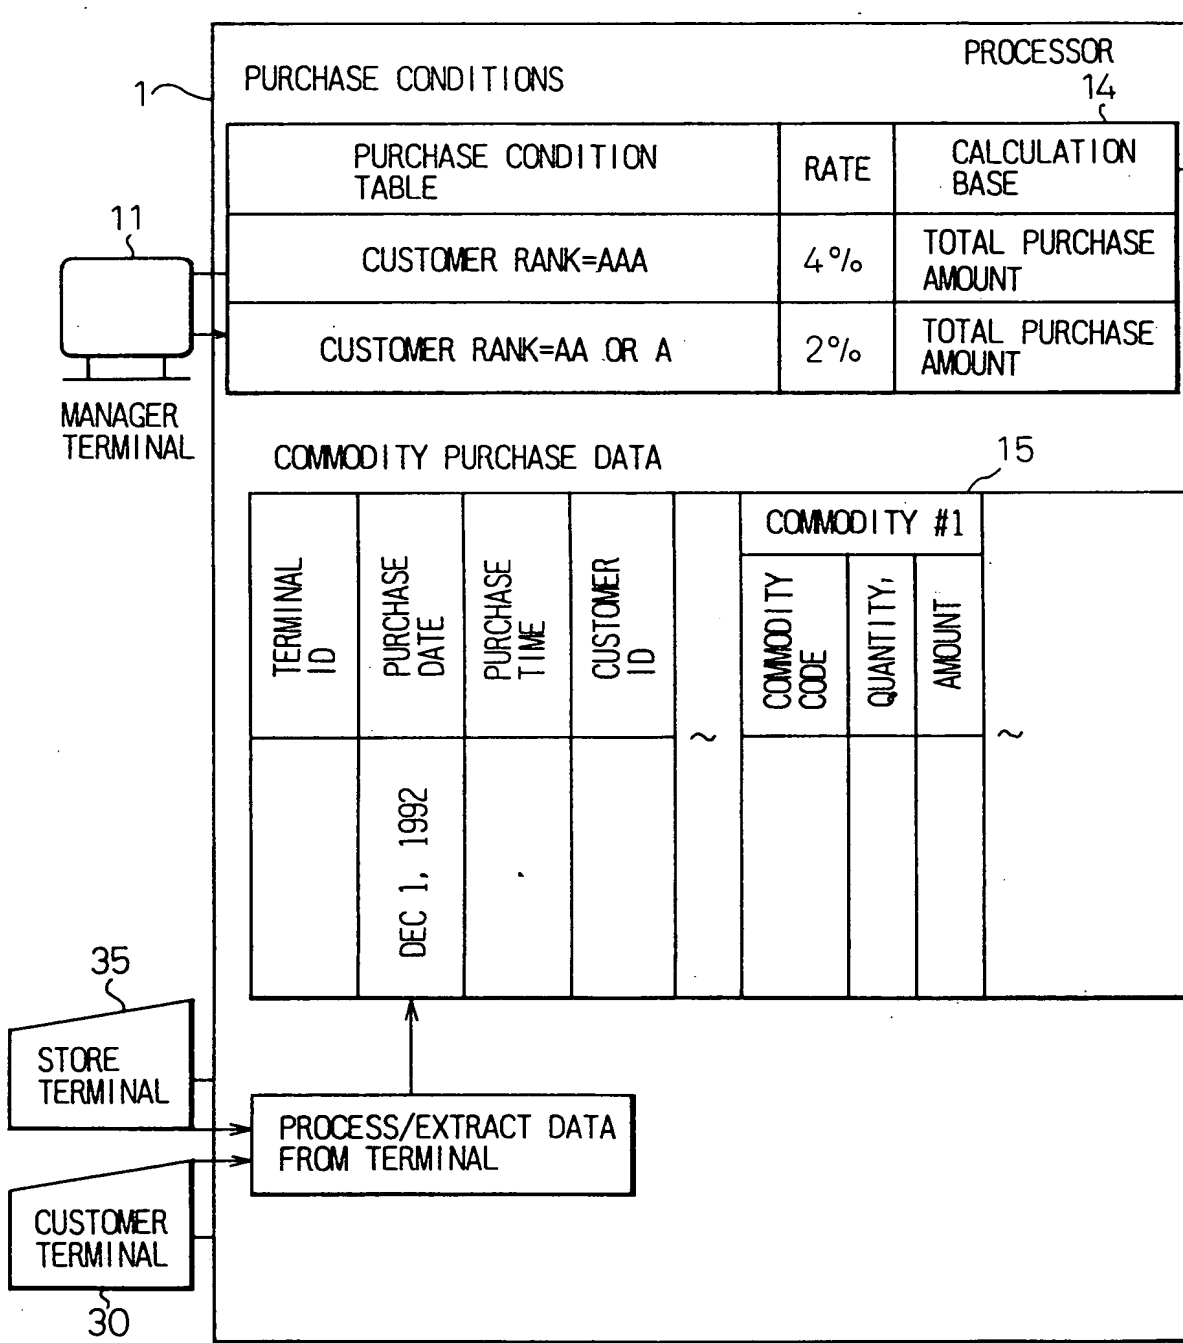 PROCESSOR
PURCHASE CONDITIONS
1
14
PURCHASE CONDITION
TABLE
RATE
CALCULATION
BASE
11
CUSTOMER RANK=AAA
4%
TOTAL PURCHASE
AMOUNT
CUSTOMER RANK=AA OR A
2%
TOTAL PURCHASE
AMOUNT
MANAGER
TERMINAL
COMMODITY PURCHASE DATA
15
TERMINAL
ID
PURCHASE
DATE
PURCHASE
TIME
CUSTOMER
ID
~
COMMODITY #1
COMMODITY
CODE
QUANTITY,
AMOUNT
~
DEC 1, 1992
35
STORE
TERMINAL
PROCESS/EXTRACT DATA
FROM TERMINAL
CUSTOMER
TERMINAL
30